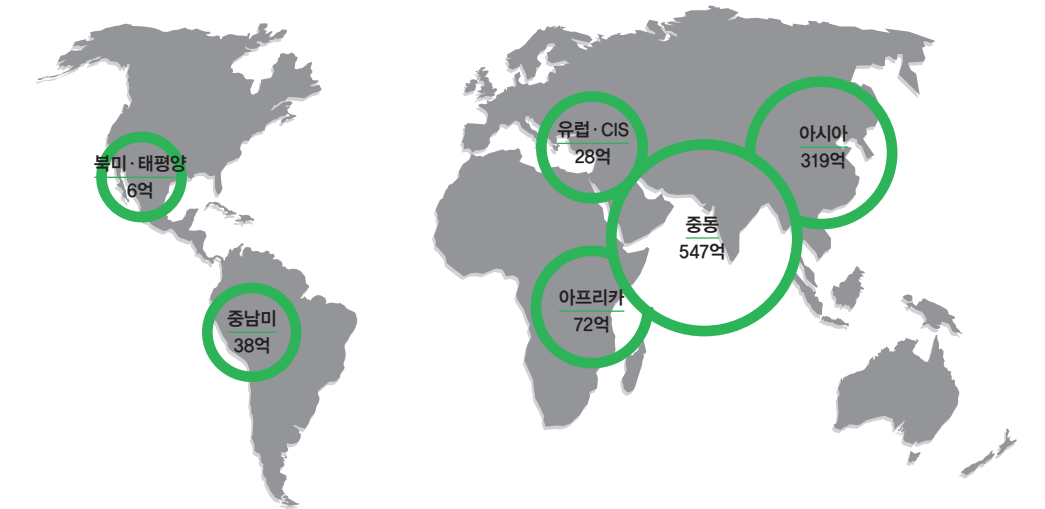 북미·태평양
6억
중남미
38억
유럽·CIS
28억
아프리카
72억
중동
547억
아시아
319억